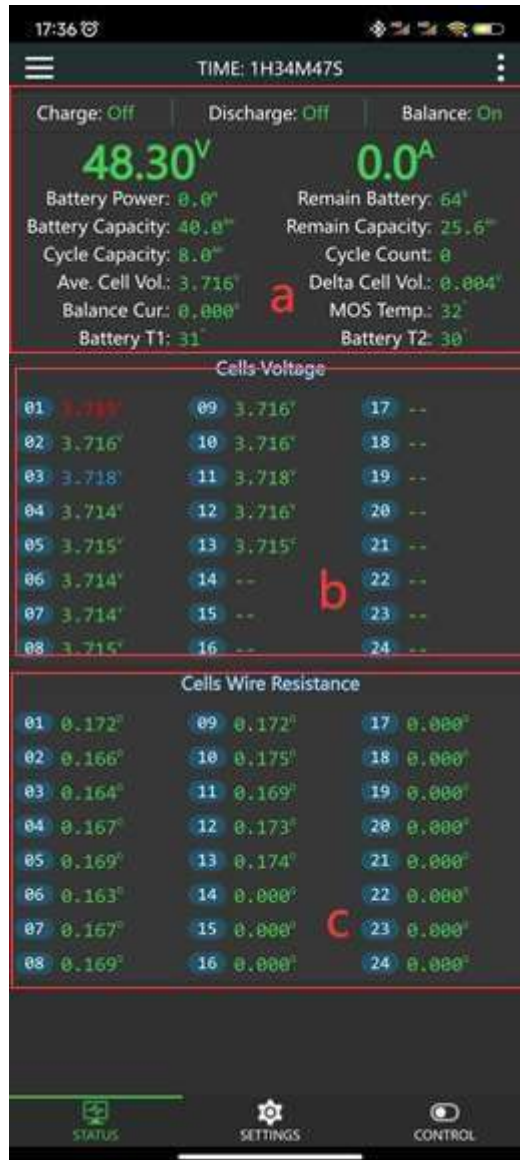 17:36
TIME: 1H34M47S
Charge: Off Discharge: Off Balance: On
48.30V 0.0A
Battery Power: 0.0 Remain Battery: 64
Battery Capacity: 40.0 Remain Capacity: 25.6
Cycle Capacity: 8.0 Cycle Count: 0
Ave. Cell Vol.: 3.716 Delta Cell Vol.: 0.004
Balance Cur.: 0.000 MOS Temp.: 32
a
Battery T1: 31 Battery T2: 30
Cells Voltage
01 09 3.716 17 --
02 3.716 10 3.716 18 --
03 3.718 11 3.718 19 --
04 3.714 12 3.716 20 --
05 3.715 13 3.715 21 --
06 3.714 14 -- 22 --
b
07 3.714 15 -- 23 --
08 3.715 16 -- 24 --
Cells Wire Resistance
01 0.172 09 0.172 17 0.000
02 0.166 10 0.175 18 0.000
03 0.164 11 0.169 19 0.000
04 0.167 12 0.173 20 0.000
05 0.169 13 0.174 21 0.000
06 0.163 14 0.000 22 0.000
07 0.167 15 0.000 23 0.000
c
08 0.169 16 0.000 24 0.000
STATUS SETTINGS CONTROL